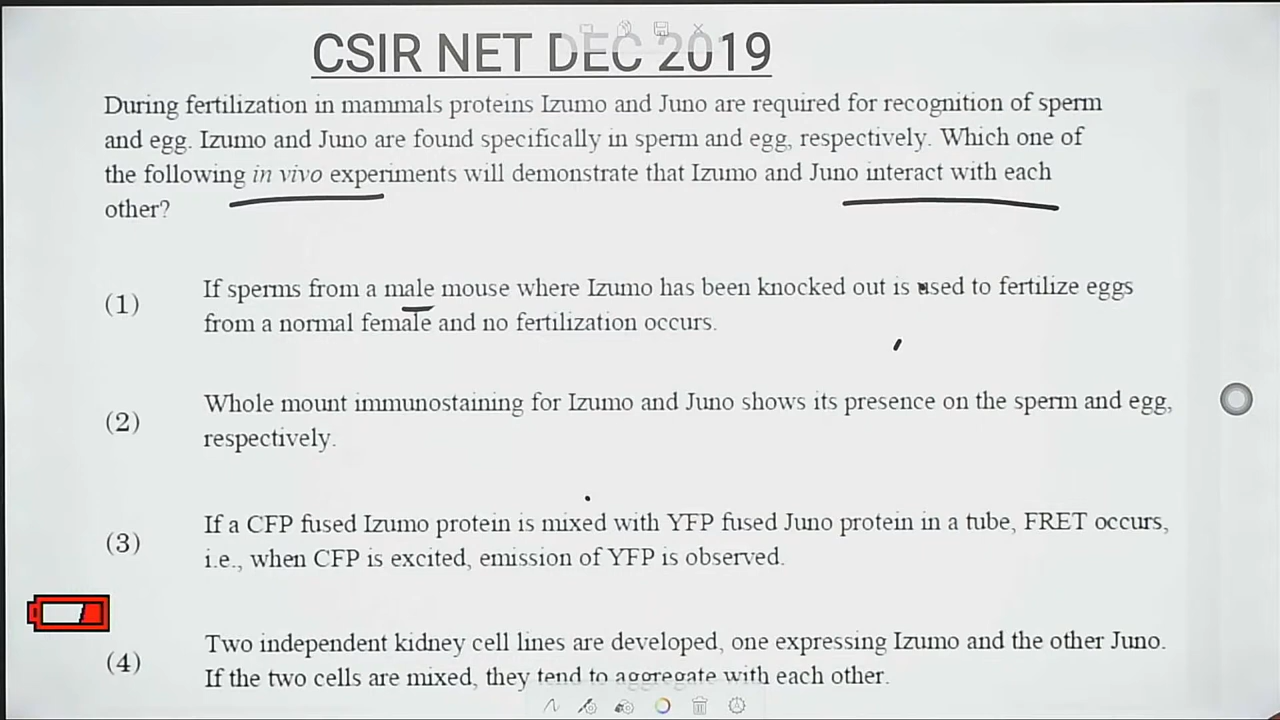 CSIR NET DEC 2019
During fertilization in mammals proteins Izumo and Juno are required for recognition of sperm
and egg. Izumo and Juno are found specifically in sperm and egg, respectively. Which one of
the following in vivo experiments will demonstrate that Izumo and Juno interact with each
other?
(1) If sperms from a male mouse where Izumo has been knocked out is used to fertilize eggs
from a normal female and no fertilization occurs.
(2) Whole mount immunostaining for Izumo and Juno shows its presence on the sperm and egg,
respectively.
(3) If a CFP fused Izumo protein is mixed with YFP fused Juno protein in a tube, FRET occurs,
i.e., when CFP is excited, emission of YFP is observed.
(4) Two independent kidney cell lines are developed, one expressing Izumo and the other Juno.
If the two cells are mixed, they tend to aggregate with each other.